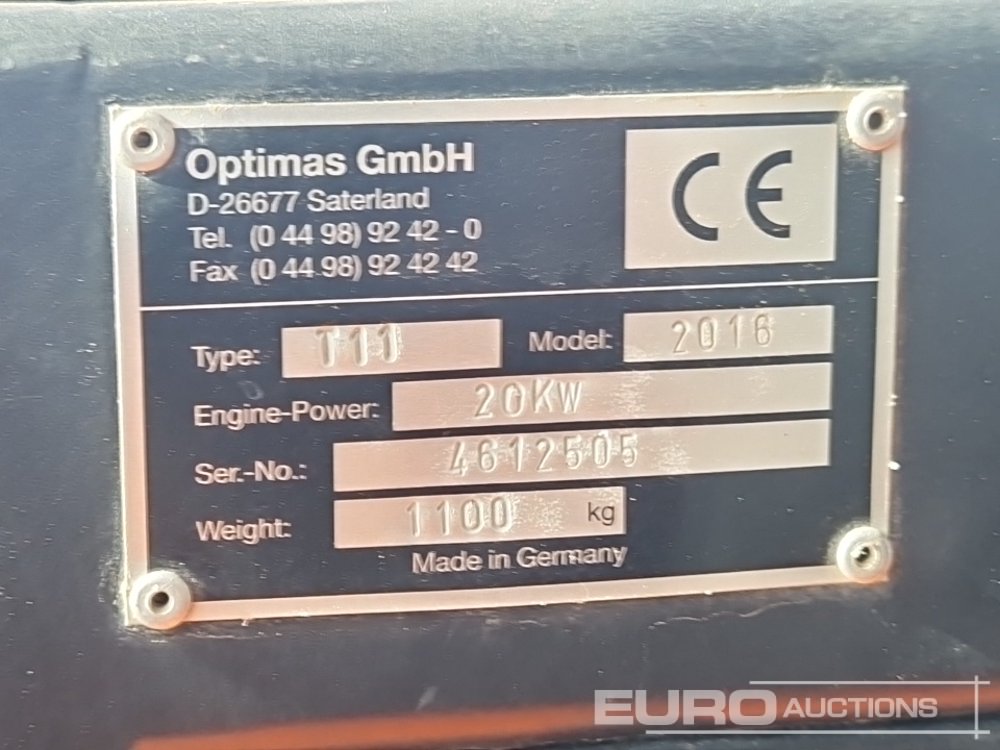 Optimas GmbH
D-26677 Saterland
Tel. (0 44 98) 92 42 - 0
Fax (0 44 98) 92 42 42
CE
Type: T11 Model: 2016
Engine-Power: 20KW
Ser.-No.: 4612505
Weight: 1100 kg
Made in Germany
EURO AUCTIONS